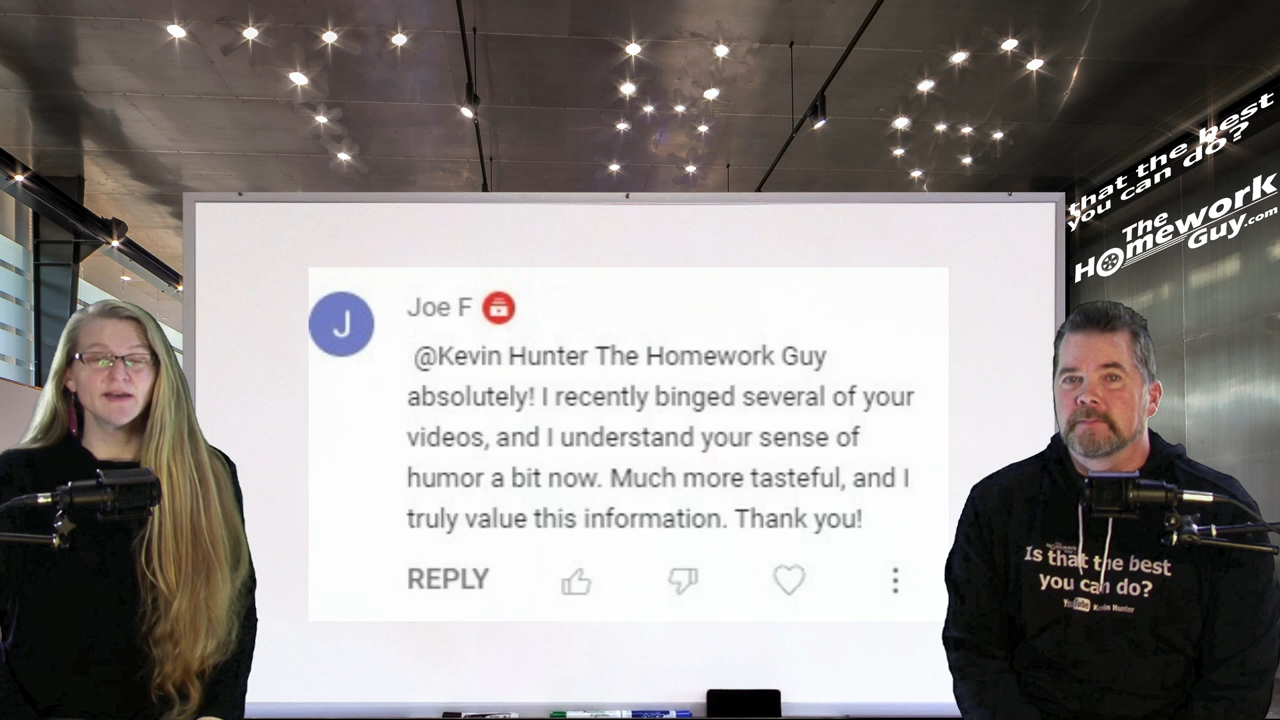 that the best
you can do?
The
Homework
Guy.com
J
Joe F
@Kevin Hunter The Homework Guy
absolutely! I recently binged several of your
videos, and I understand your sense of
humor a bit now. Much more tasteful, and I
truly value this information. Thank you!
REPLY
Is that the best
you can do?
YouTube Kevin Hunter